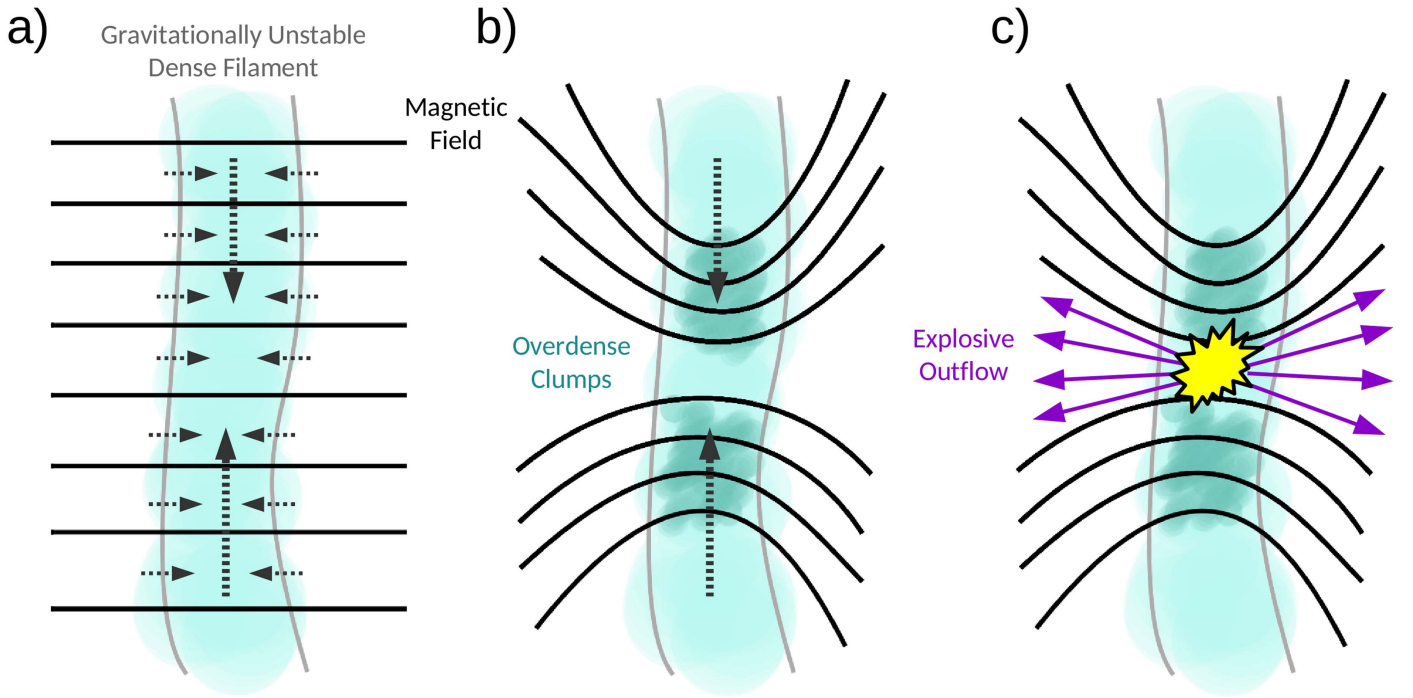 a)
Gravitationally Unstable
Dense Filament
Magnetic
Field
b)
Overdense
Clumps
c)
Explosive
Outflow